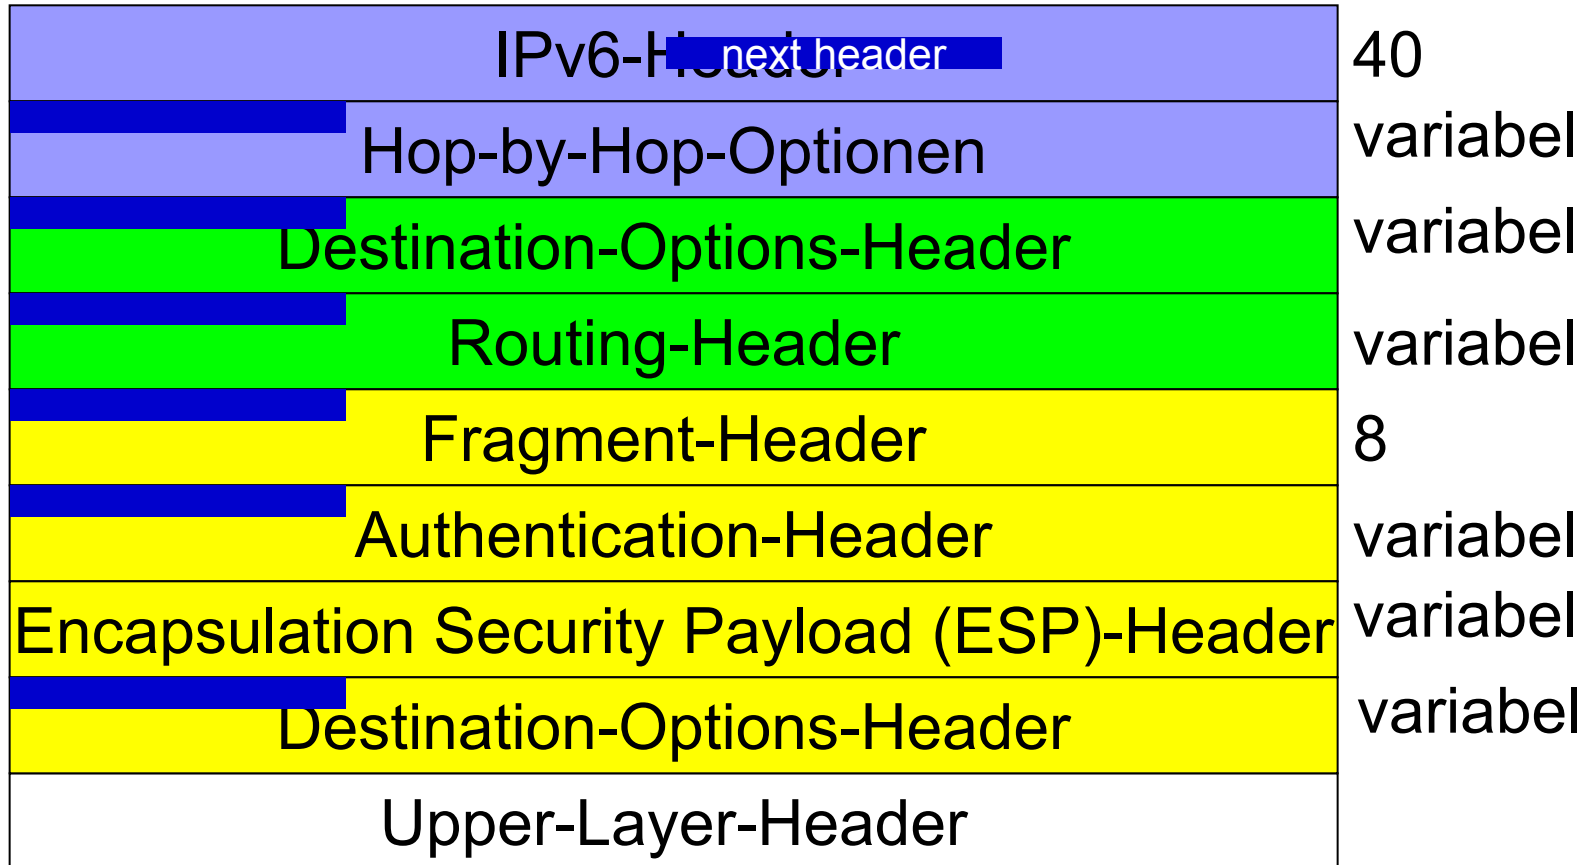 IPv6-Header
next header
40
Hop-by-Hop-Optionen
variabel
Destination-Options-Header
variabel
Routing-Header
variabel
Fragment-Header
8
Authentication-Header
variabel
Encapsulation Security Payload (ESP)-Header
variabel
Destination-Options-Header
variabel
Upper-Layer-Header